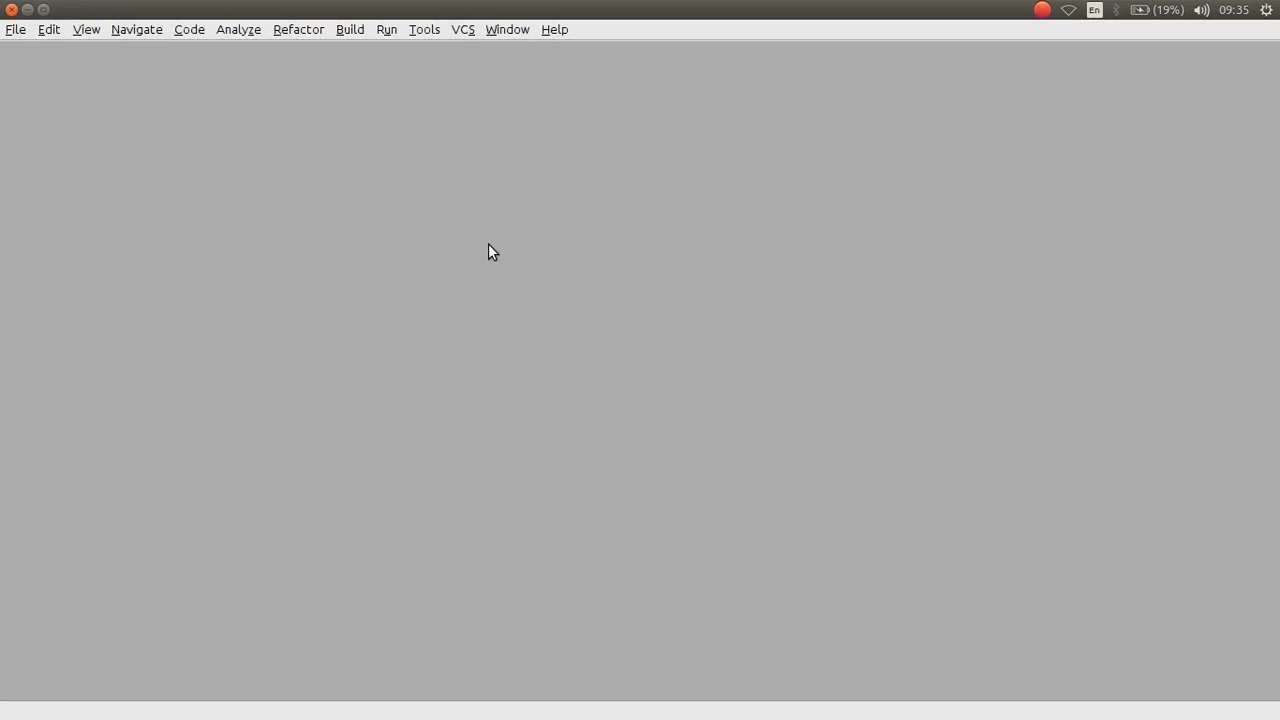 En (19%) 09:35
File Edit View Navigate Code Analyze Refactor Build Run Tools VCS Window Help